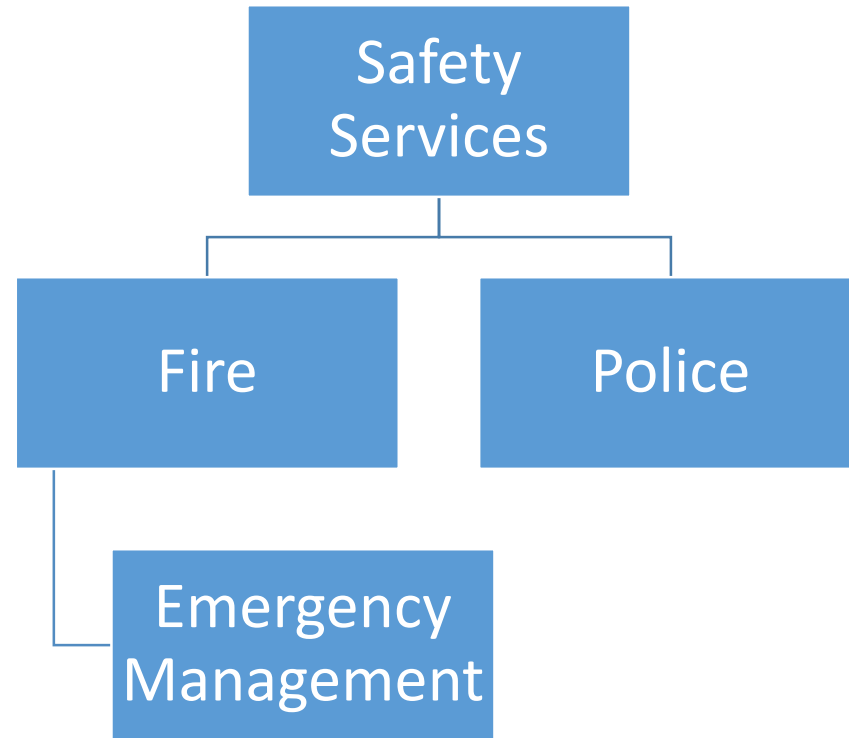 Safety
Services
Fire
Police
Emergency
Management